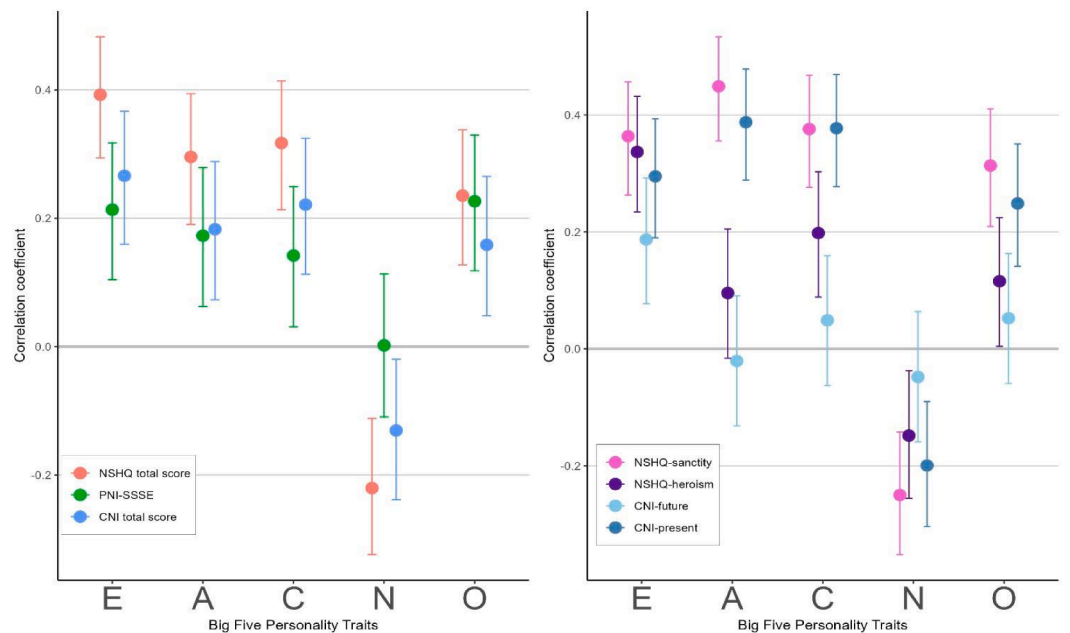 0.4
0.2
0.0
-0.2
Correlation coefficient
NSHQ total score
PNI-SSSE
CNI total score
E A C N O
Big Five Personality Traits
0.4
0.2
0.0
-0.2
Correlation coefficient
NSHQ-sanctity
NSHQ-heroism
CNI-future
CNI-present
E A C N O
Big Five Personality Traits